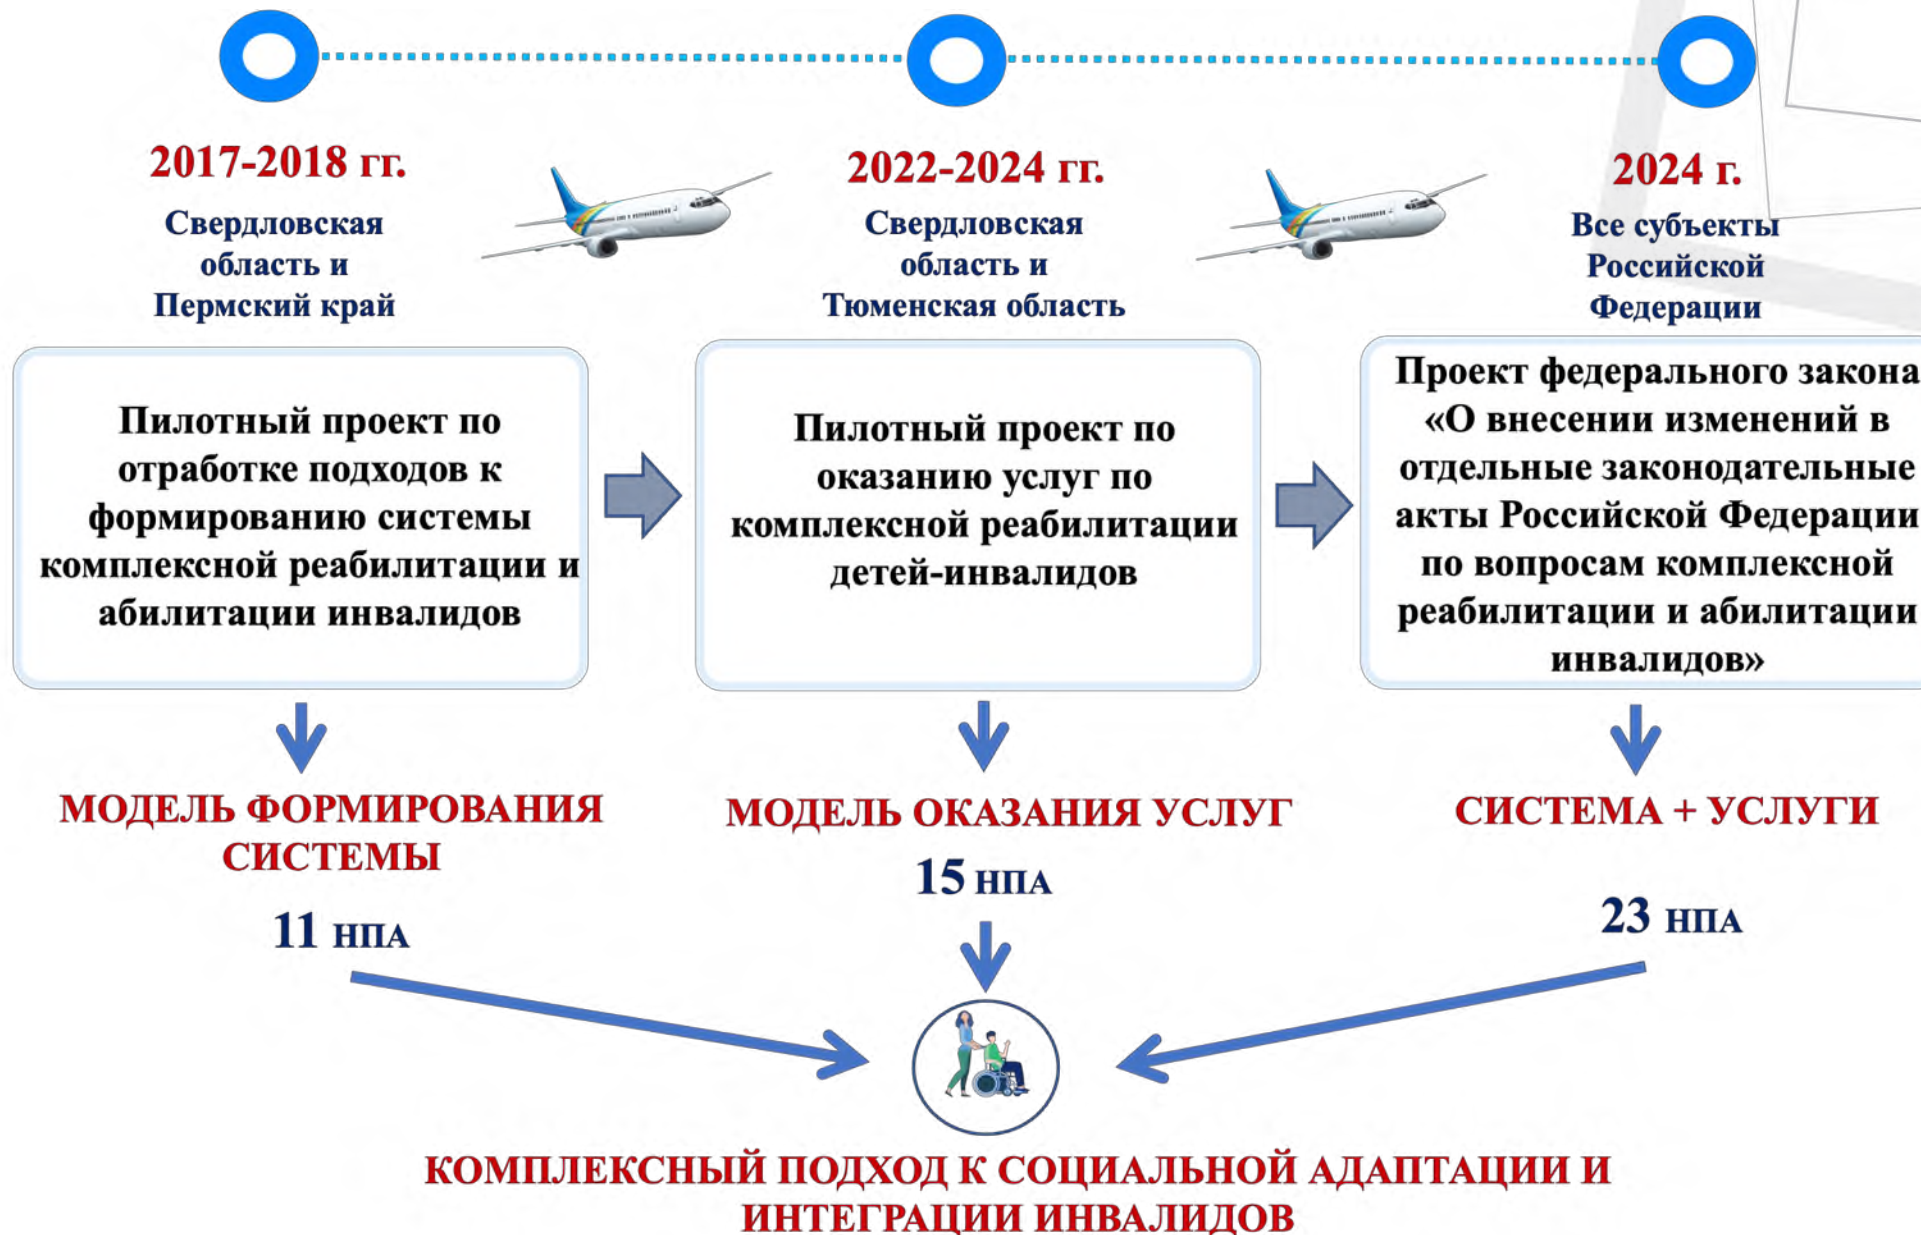 2017-2018 гг.
Свердловская
область и
Пермский край
Пилотный проект по
отработке подходов к
формированию системы
комплексной реабилитации и
абилитации инвалидов
МОДЕЛЬ ФОРМИРОВАНИЯ
СИСТЕМЫ
11 НПА
2022-2024 гг.
Свердловская
область и
Тюменская область
Пилотный проект по
оказанию услуг по
комплексной реабилитации
детей-инвалидов
МОДЕЛЬ ОКАЗАНИЯ УСЛУГ
15 НПА
2024 г.
Все субъекты
Российской
Федерации
Проект федерального закона
«О внесении изменений в
отдельные законодательные
акты Российской Федерации
по вопросам комплексной
реабилитации и абилитации
инвалидов»
СИСТЕМА + УСЛУГИ
23 НПА
КОМПЛЕКСНЫЙ ПОДХОД К СОЦИАЛЬНОЙ АДАПТАЦИИ И
ИНТЕГРАЦИИ ИНВАЛИДОВ